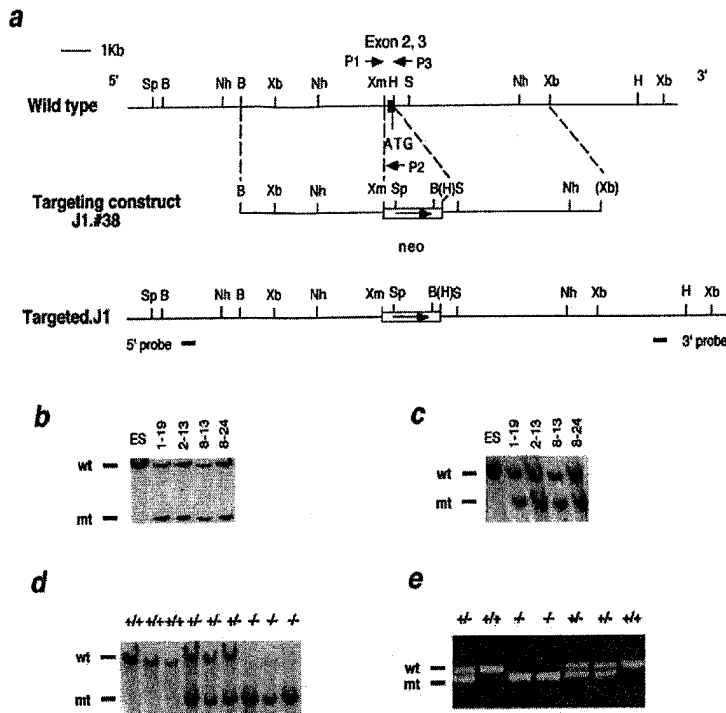 a
1Kb
Exon 2, 3
P1 P3
5' Sp B Nh B Xb Nh Xm H S Nh Xb H Xb 3'
Wild type
ATG
P2
B Xb Nh Xm Sp B(H)S Nh (Xb)
Targeting construct
J1.#38
neo
Sp B Nh B Xb Nh Xm Sp B(H)S Nh Xb H Xb
Targeted.J1
5' probe 3' probe
b
ES 1-19 2-13 8-13 8-24
wt
mt
c
ES 1-19 2-13 8-13 8-24
wt
mt
d
+/+ +/+ +/+ +/- +/- +/- -/- -/- -/-
wt
mt
e
+/- +/+ -/- -/- +/- +/- +/+
wt
mt